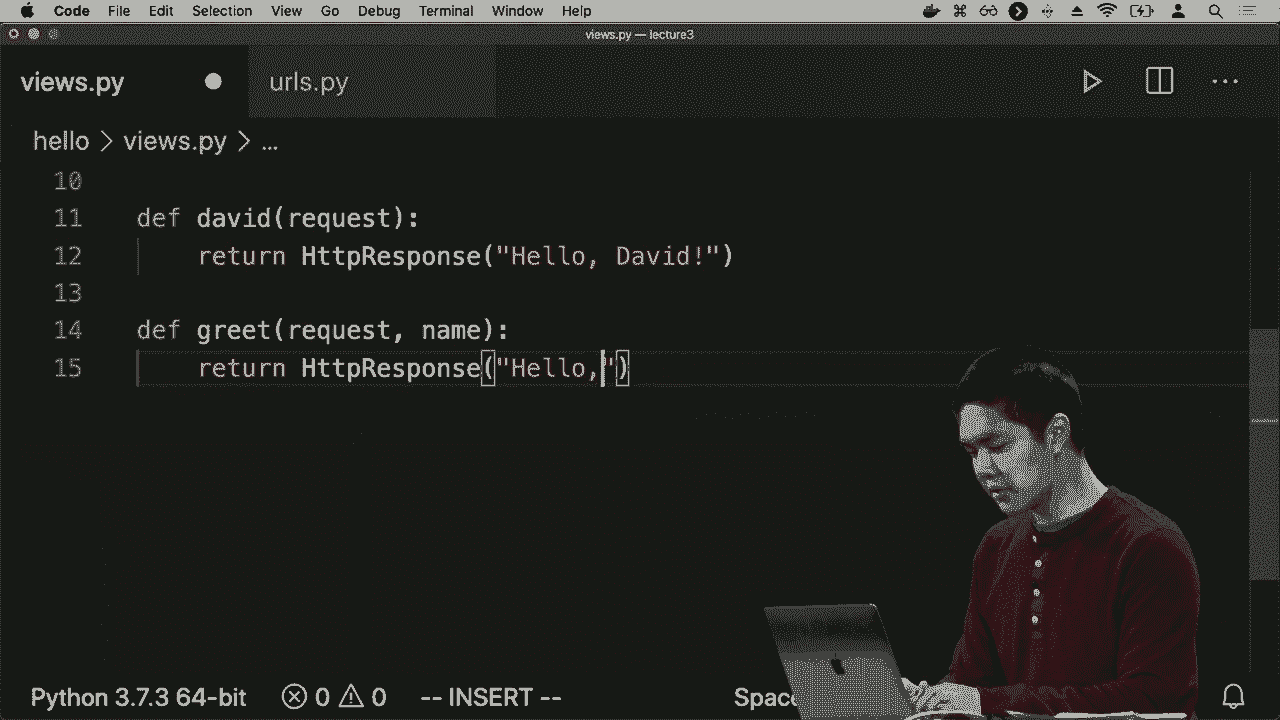 Code File Edit Selection View Go Debug Terminal Window Help
views.py — lecture3
views.py urls.py
hello > views.py > ...
10
11 def david(request):
12 return HttpResponse("Hello, David!")
13
14 def greet(request, name):
15 return HttpResponse("Hello,")
Python 3.7.3 64-bit 0 0 -- INSERT --